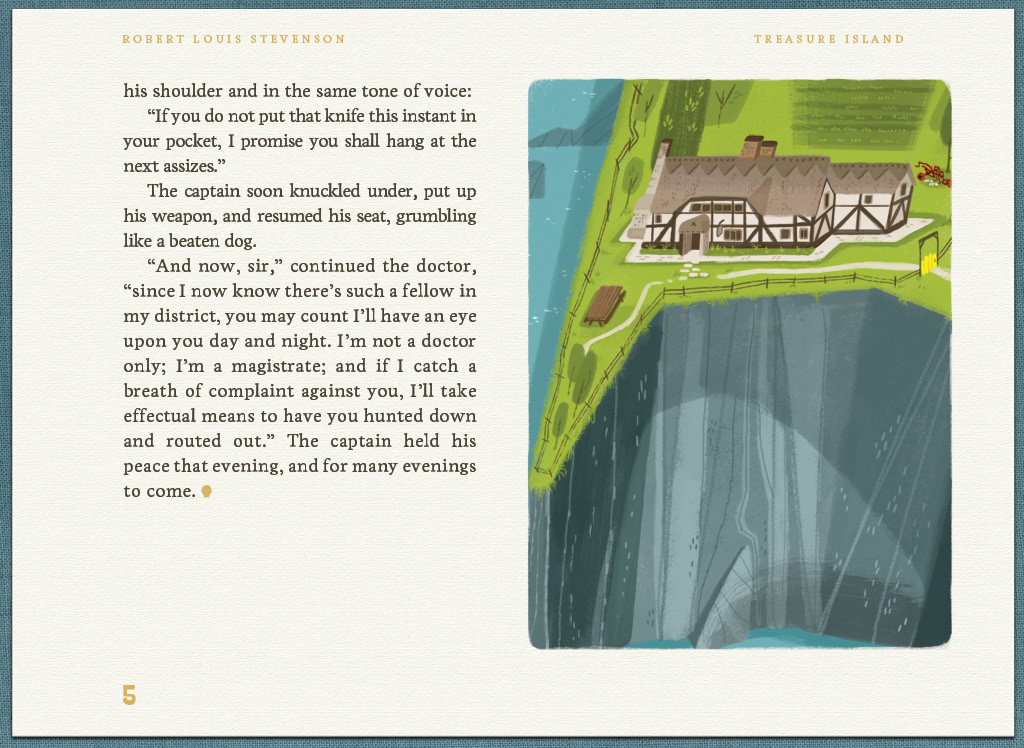 ROBERT LOUIS STEVENSON
TREASURE ISLAND
his shoulder and in the same tone of voice:
“If you do not put that knife this instant in
your pocket, I promise you shall hang at the
next assizes.”
The captain soon knuckled under, put up
his weapon, and resumed his seat, grumbling
like a beaten dog.
“And now, sir,” continued the doctor,
“since I now know there’s such a fellow in
my district, you may count I’ll have an eye
upon you day and night. I’m not a doctor
only; I’m a magistrate; and if I catch a
breath of complaint against you, I’ll take
effectual means to have you hunted down
and routed out.” The captain held his
peace that evening, and for many evenings
to come.
5